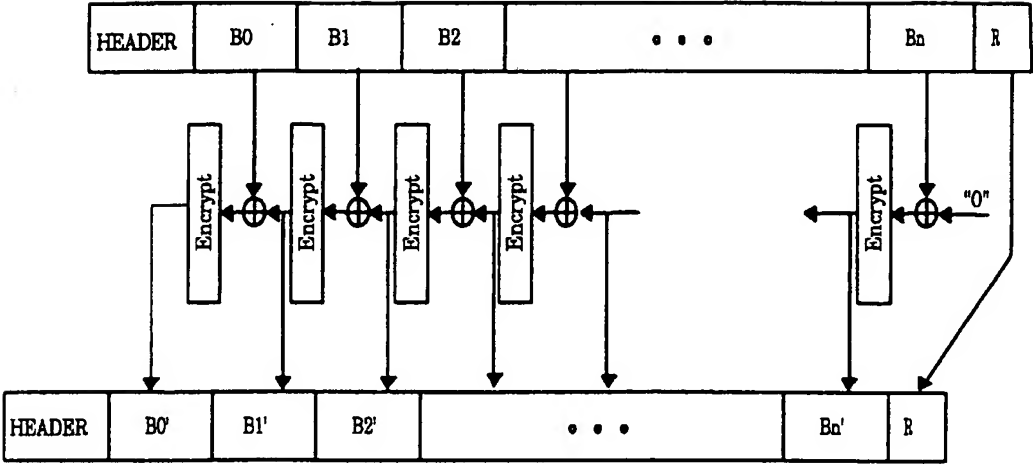 HEADER B0 B1 B2 • • • Bn R
Encrypt Encrypt Encrypt Encrypt Encrypt "0"
HEADER B0' B1' B2' • • • Bn' R